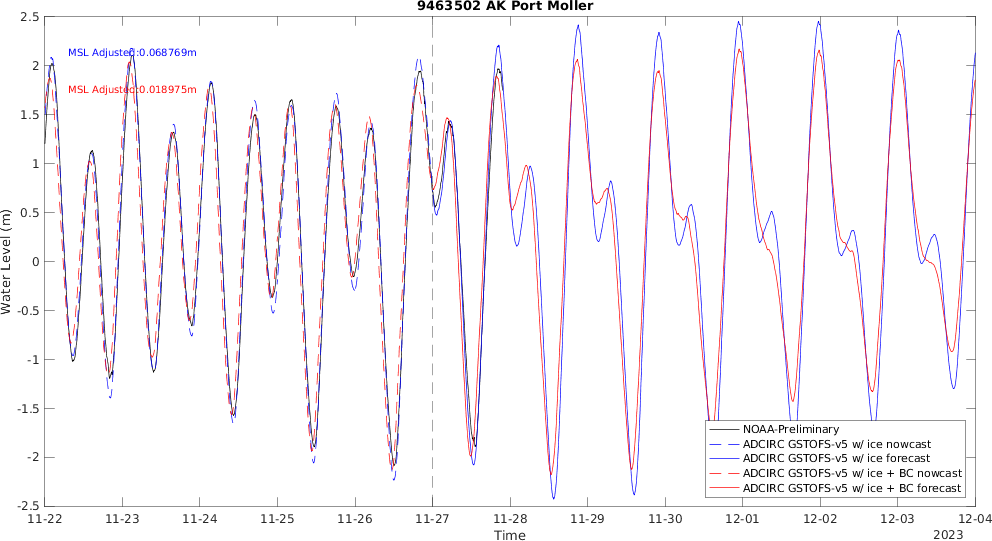 9463502 AK Port Moller
MSL Adjusted:0.068769m
MSL Adjusted:0.018975m
Water Level (m)
2.5
2
1.5
1
0.5
0
-0.5
-1
-1.5
-2
-2.5
NOAA-Preliminary
ADCIRC GSTOFS-v5 w/ ice nowcast
ADCIRC GSTOFS-v5 w/ ice forecast
ADCIRC GSTOFS-v5 w/ ice + BC nowcast
ADCIRC GSTOFS-v5 w/ ice + BC forecast
11-22 11-23 11-24 11-25 11-26 11-27 11-28 11-29 11-30 12-01 12-02 12-03 12-04
Time
2023